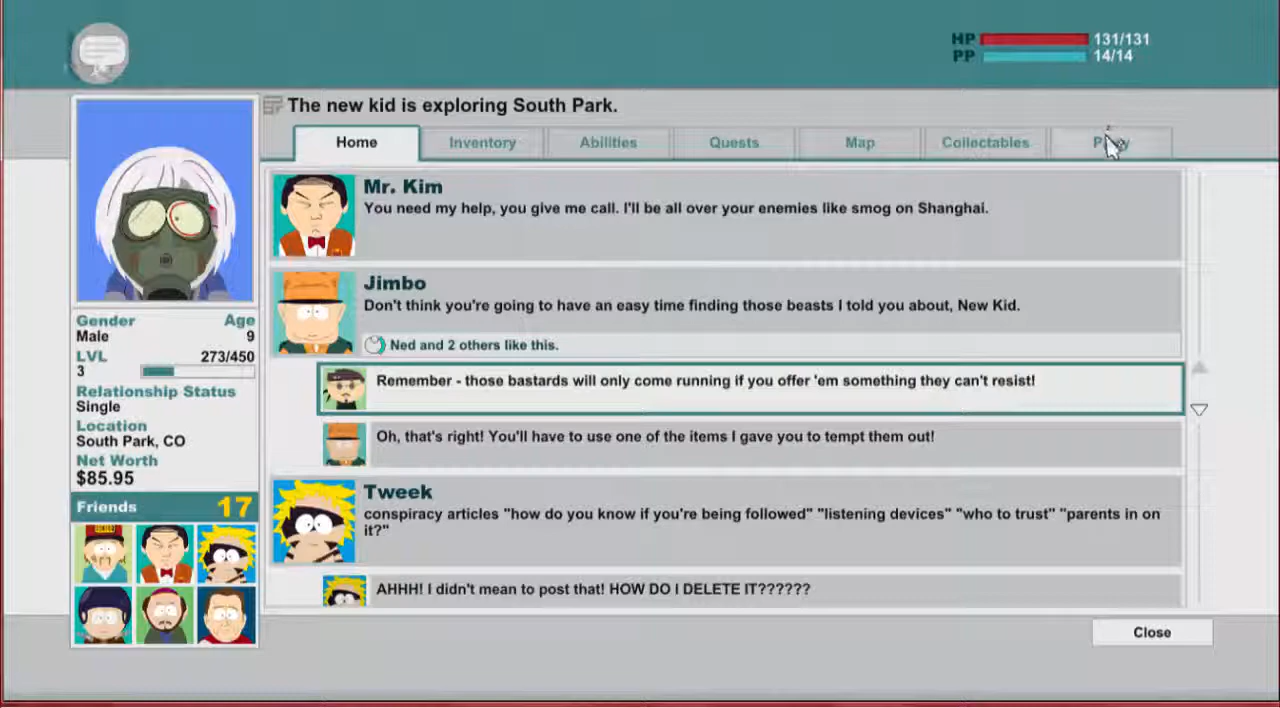 HP 131/131
PP 14/14
The new kid is exploring South Park.
Home Inventory Abilities Quests Map Collectables
Mr. Kim
You need my help, you give me call. I'll be all over your enemies like smog on Shanghai.
Jimbo
Don't think you're going to have an easy time finding those beasts I told you about, New Kid.
Ned and 2 others like this.
Remember - those bastards will only come running if you offer 'em something they can't resist!
Oh, that's right! You'll have to use one of the items I gave you to tempt them out!
Tweek
conspiracy articles "how do you know if you're being followed" "listening devices" "who to trust" "parents in on
it?"
AHHH! I didn't mean to post that! HOW DO I DELETE IT??????
Gender Age
Male 9
LVL 273/450
3
Relationship Status
Single
Location
South Park, CO
Net Worth
$85.95
Friends 17
Close